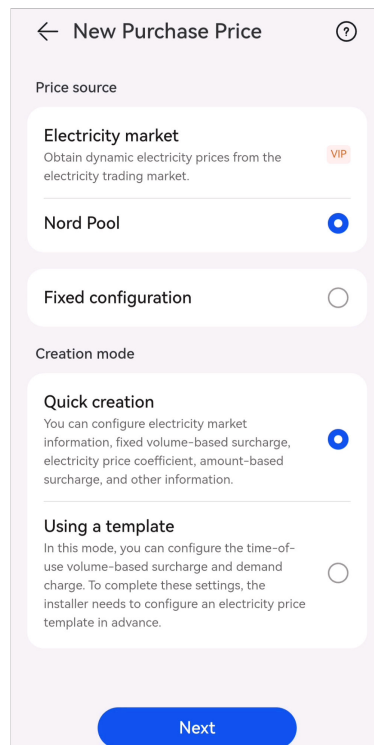 New Purchase Price
Price source
Electricity market
Obtain dynamic electricity prices from the
electricity trading market.
VIP
Nord Pool
Fixed configuration
Creation mode
Quick creation
You can configure electricity market
information, fixed volume-based surcharge,
electricity price coefficient, amount-based
surcharge, and other information.
Using a template
In this mode, you can configure the time-of-
use volume-based surcharge and demand
charge. To complete these settings, the
installer needs to configure an electricity price
template in advance.
Next